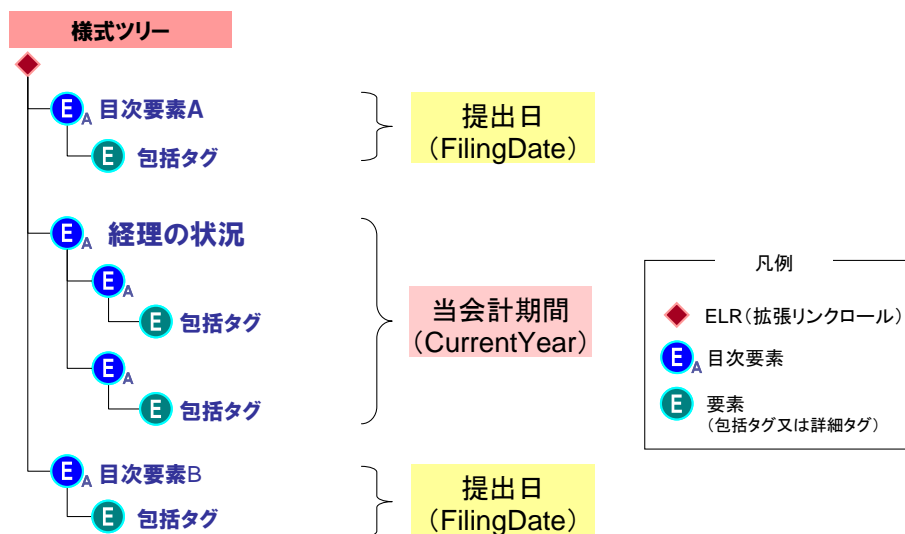 様式ツリー
E A 目次要素A
E 包括タグ
提出日
（FilingDate）
E A 経理の状況
E A
E 包括タグ
E A
E 包括タグ
当会計期間
（CurrentYear）
E A 目次要素B
E 包括タグ
提出日
（FilingDate）
凡例
ELR（拡張リンクロール）
E A 目次要素
E 要素
（包括タグ又は詳細タグ）